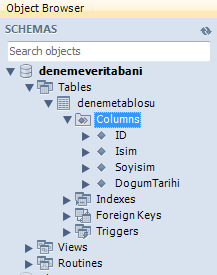 Object Browser
SCHEMAS
Search objects
denemeveritabani
Tables
denemetablosu
Columns
ID
Isim
Soyisim
DogumTarihi
Indexes
Foreign Keys
Triggers
Views
Routines